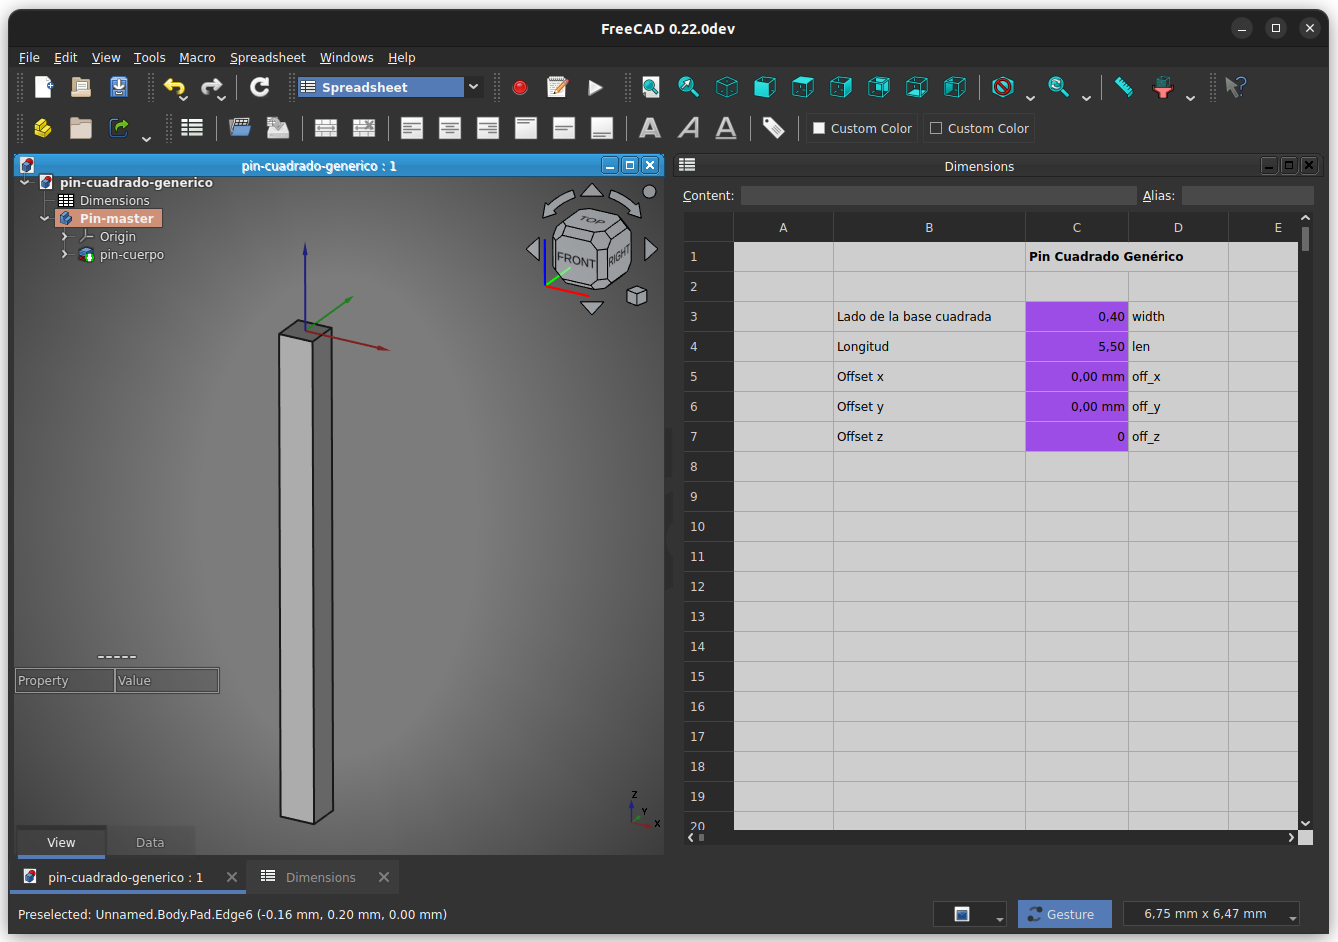 FreeCAD 0.22.0dev
File Edit View Tools Macro Spreadsheet Windows Help
Spreadsheet
Custom Color Custom Color
pin-cuadrado-generico : 1
pin-cuadrado-generico
Dimensions
Pin-master
Origin
pin-cuerpo
TOP
FRONT
RIGHT
Property Value
Z
Y
X
View Data
Dimensions
Content: Alias:
A B C D E
1 Pin Cuadrado Genérico
2
3 Lado de la base cuadrada 0,40 width
4 Longitud 5,50 len
5 Offset x 0,00 mm off_x
6 Offset y 0,00 mm off_y
7 Offset z 0 off_z
8
9
10
11
12
13
14
15
16
17
18
19
20
pin-cuadrado-generico : 1 Dimensions
Preselected: Unnamed.Body.Pad.Edge6 (-0.16 mm, 0.20 mm, 0.00 mm) Gesture 6,75 mm x 6,47 mm